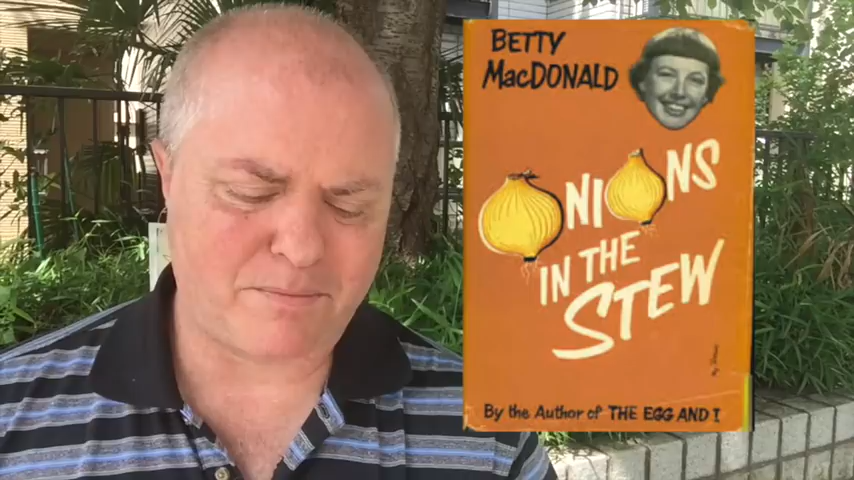 BETTY
MacDONALD
ONIONS
IN THE
STEW
By the Author of THE EGG AND I